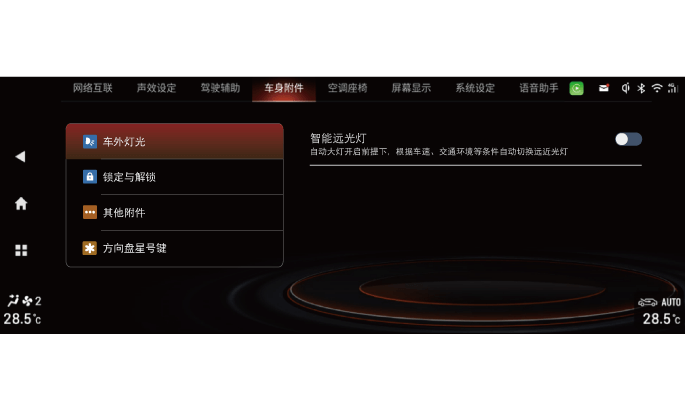 网络互联 声效设定 驾驶辅助 车身附件 空调座椅 屏幕显示 系统设定 语音助手
车外灯光
锁定与解锁
其他附件
方向盘星号键
智能远光灯
自动大灯开启前提下，根据车速、交通环境等条件自动切换远近光灯
2
28.5°C
AUTO
28.5°C